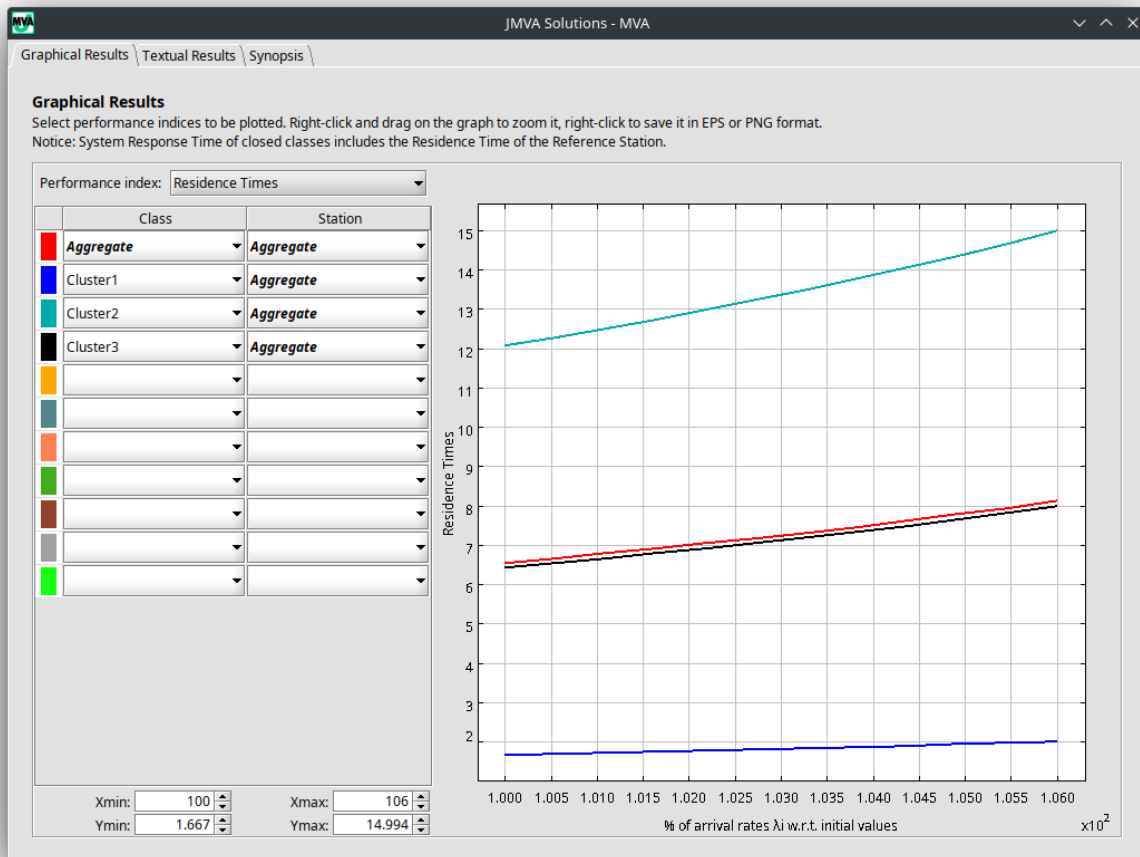 MVA
JMVA Solutions - MVA
Graphical Results Textual Results Synopsis
Graphical Results
Select performance indices to be plotted. Right-click and drag on the graph to zoom it, right-click to save it in EPS or PNG format.
Notice: System Response Time of closed classes includes the Residence Time of the Reference Station.
Performance index: Residence Times
Class Station
Aggregate Aggregate
Cluster1 Aggregate
Cluster2 Aggregate
Cluster3 Aggregate
Xmin: 100 Xmax: 106
Ymin: 1.667 Ymax: 14.994
Residence Times
15
14
13
12
11
10
9
8
7
6
5
4
3
2
1.000 1.005 1.010 1.015 1.020 1.025 1.030 1.035 1.040 1.045 1.050 1.055 1.060
% of arrival rates λi w.r.t. initial values x10²